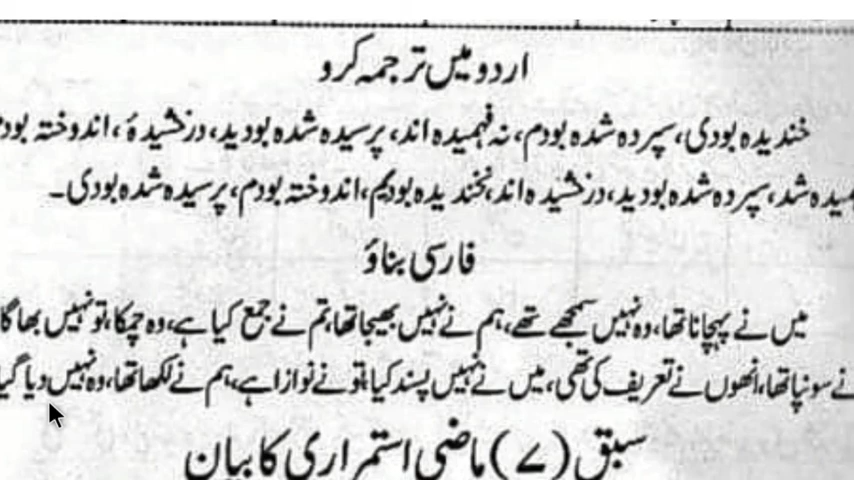 اردو میں ترجمہ کرو
خندیدہ بودی، سپردہ شدہ بودم، نہ فہمیدہ اند، پرسیدہ شدہ بودید، درخشیدۂ، اندوختہ بودم
شد، سپردہ شدہ بودید، درخشیدہ اند، نخندیدہ بودیم، اندوختہ بودم، پرسیدہ شدہ بودی۔
فارسی بناؤ
میں نے پہچانا تھا، وہ نہیں سمجھے تھے، ہم نے نہیں بھیجا تھا، تم نے جمع کیا ہے، وہ چمکا، تو نہیں بھاگا
نے سونپا تھا، انھوں نے تعریف کی تھی، میں نے نہیں پسند کیا، تو نے نوازا ہے، ہم نے لکھا تھا، وہ نہیں دیا گیا
سبق (۷) ماضی استمراری کا بیان